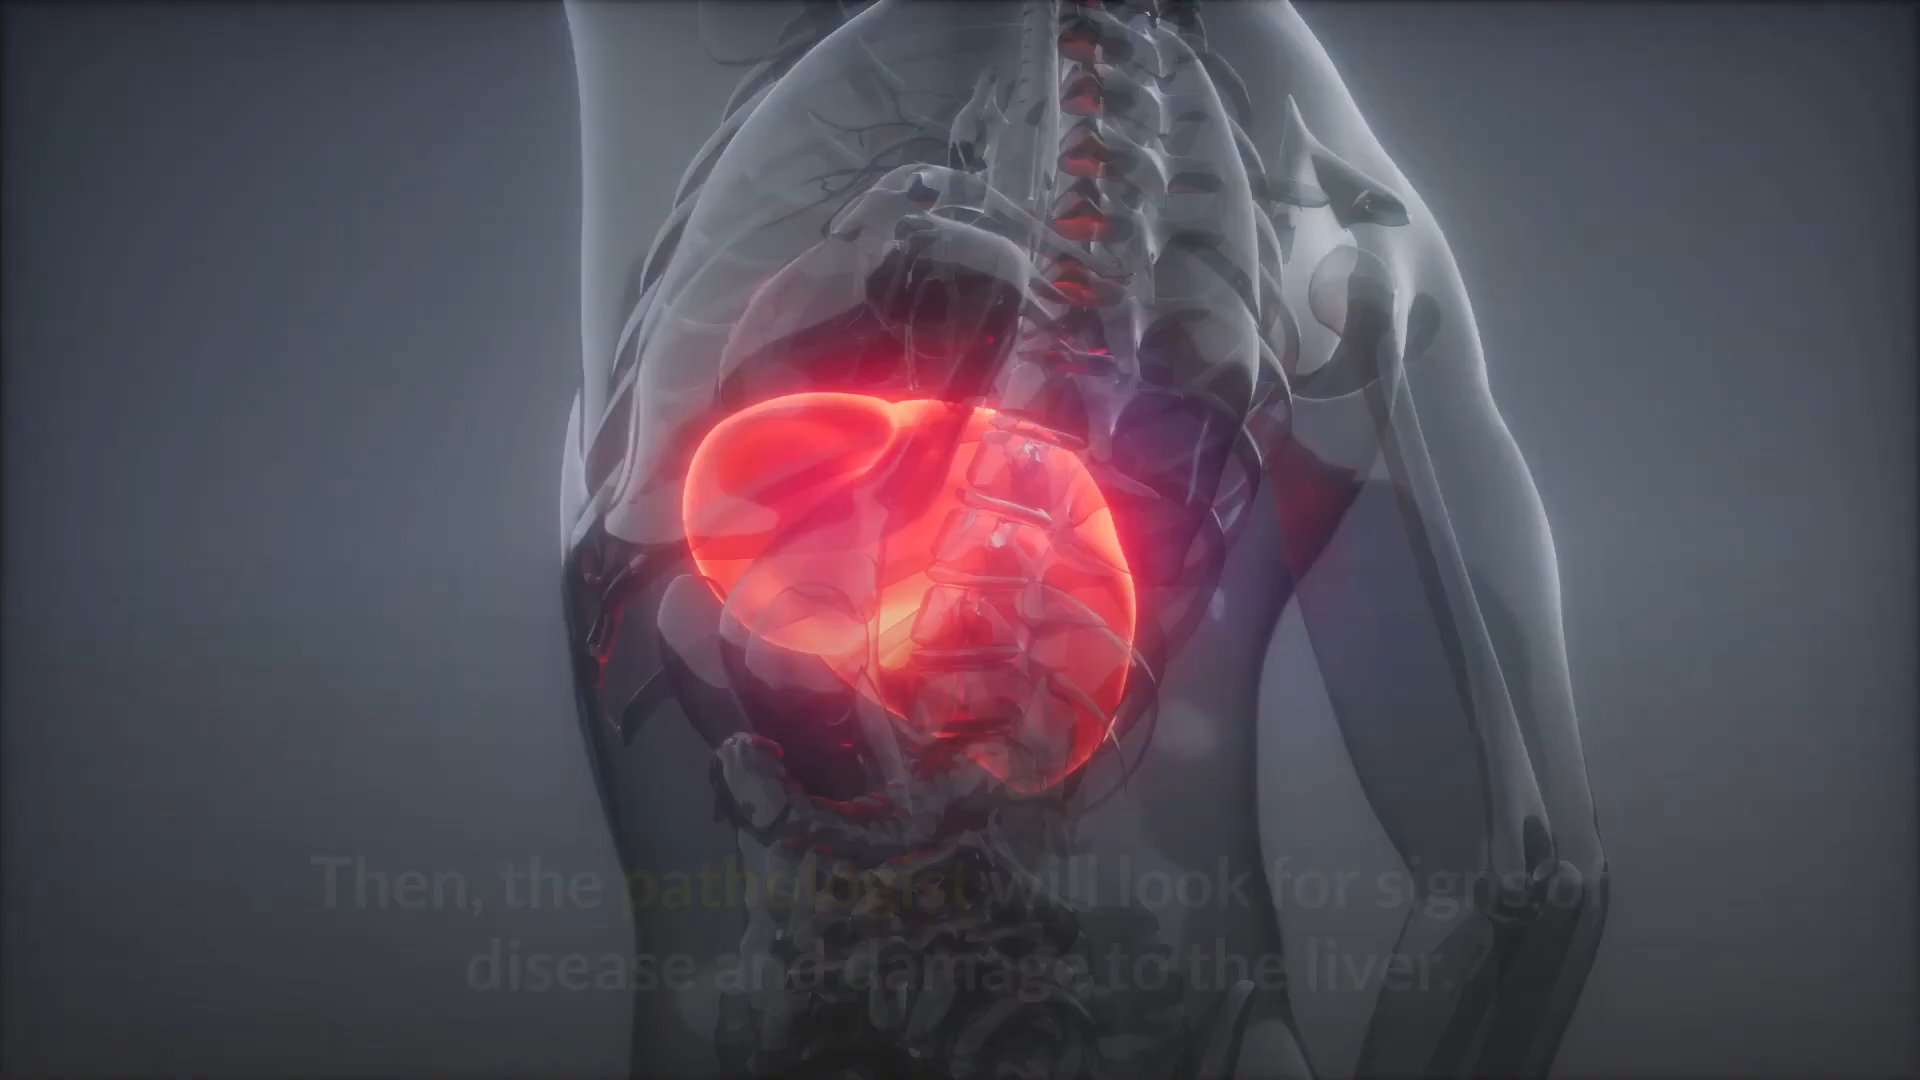 Then, the pathologist will look for signs of
disease and damage to the liver.